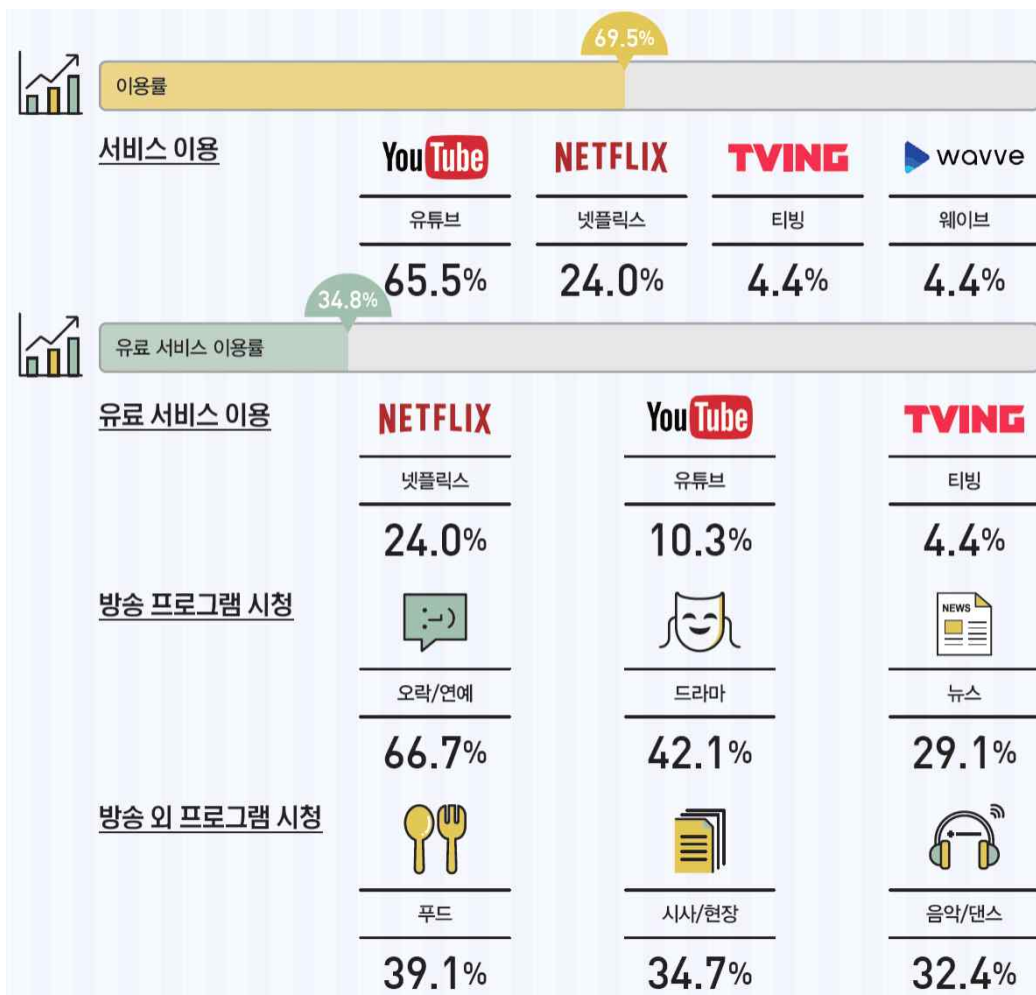 69.5%
이용률
서비스 이용
YouTube NETFLIX TVING wavve
유튜브 넷플릭스 티빙 웨이브
65.5% 24.0% 4.4% 4.4%
34.8%
유료 서비스 이용률
유료 서비스 이용
NETFLIX YouTube TVING
넷플릭스 유튜브 티빙
24.0% 10.3% 4.4%
방송 프로그램 시청
:-) NEWS
오락/연예 드라마 뉴스
66.7% 42.1% 29.1%
방송 외 프로그램 시청
푸드 시사/현장 음악/댄스
39.1% 34.7% 32.4%